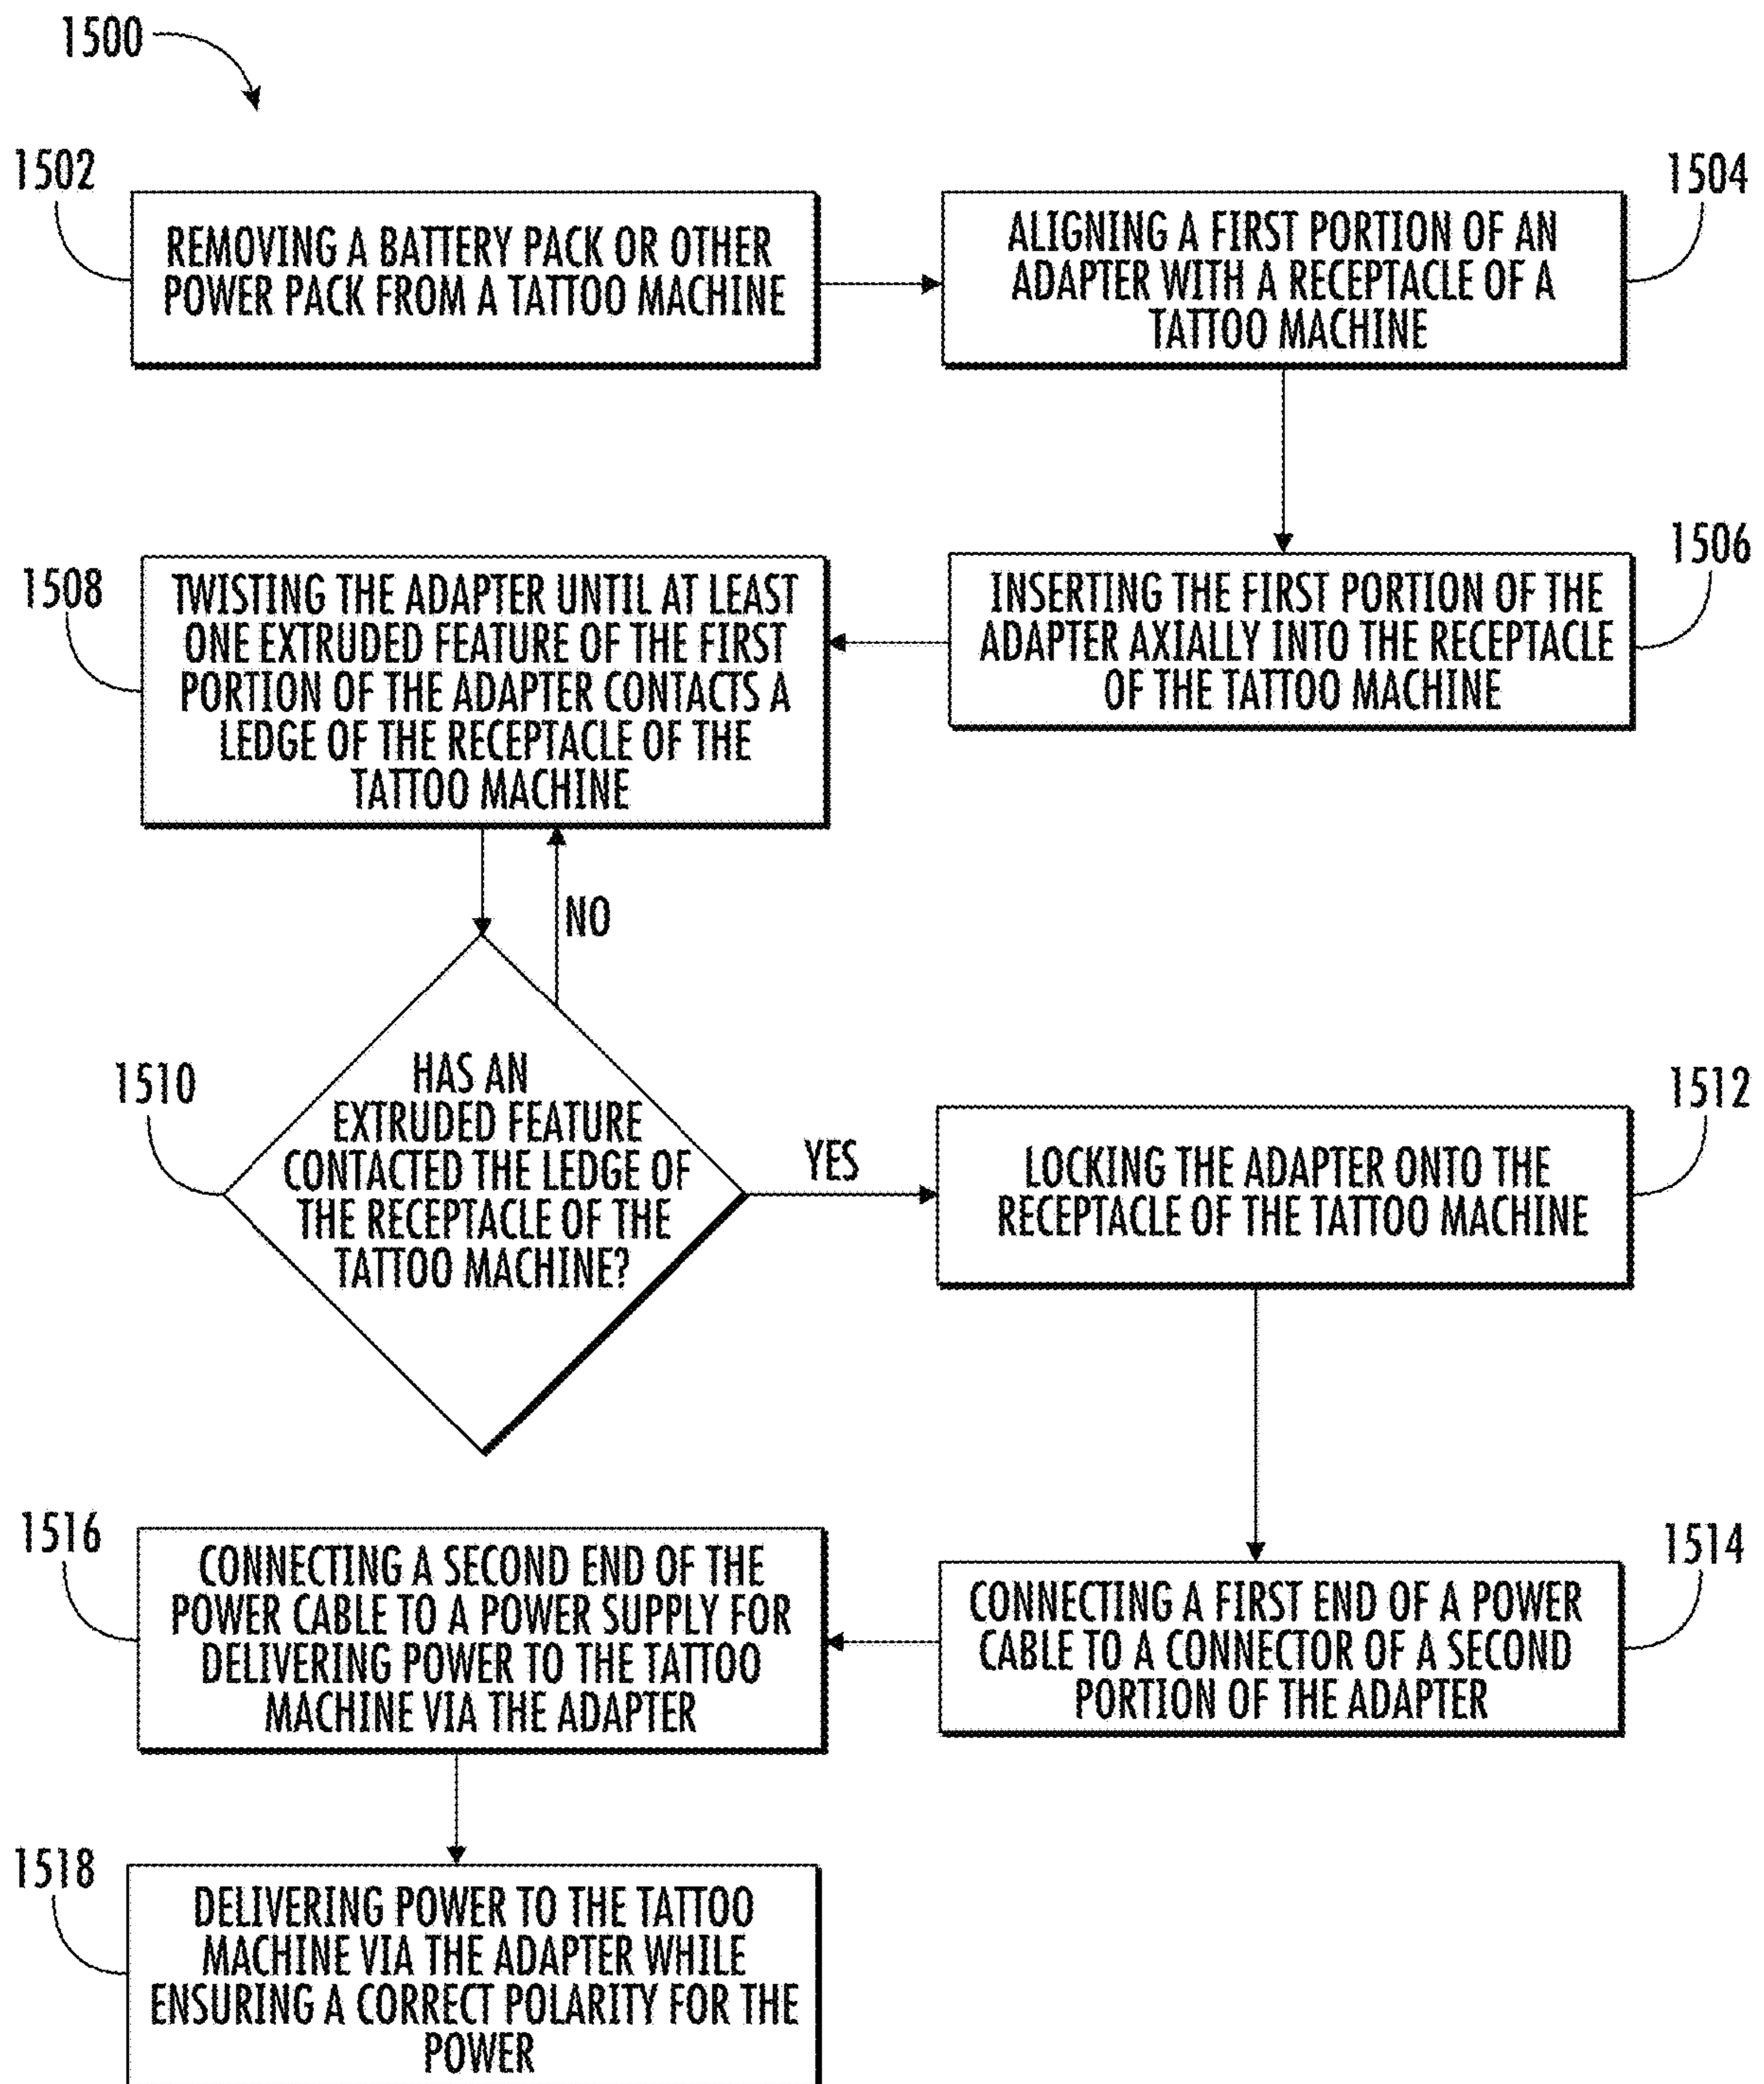 1500
1502
REMOVING A BATTERY PACK OR OTHER
POWER PACK FROM A TATTOO MACHINE
1504
ALIGNING A FIRST PORTION OF AN
ADAPTER WITH A RECEPTACLE OF A
TATTOO MACHINE
1506
INSERTING THE FIRST PORTION OF THE
ADAPTER AXIALLY INTO THE RECEPTACLE
OF THE TATTOO MACHINE
1508
TWISTING THE ADAPTER UNTIL AT LEAST
ONE EXTRUDED FEATURE OF THE FIRST
PORTION OF THE ADAPTER CONTACTS A
LEDGE OF THE RECEPTACLE OF THE
TATTOO MACHINE
NO
1510
HAS AN
EXTRUDED FEATURE
CONTACTED THE LEDGE OF
THE RECEPTACLE OF THE
TATTOO MACHINE?
YES
1512
LOCKING THE ADAPTER ONTO THE
RECEPTACLE OF THE TATTOO MACHINE
1514
CONNECTING A FIRST END OF A POWER
CABLE TO A CONNECTOR OF A SECOND
PORTION OF THE ADAPTER
1516
CONNECTING A SECOND END OF THE
POWER CABLE TO A POWER SUPPLY FOR
DELIVERING POWER TO THE TATTOO
MACHINE VIA THE ADAPTER
1518
DELIVERING POWER TO THE TATTOO
MACHINE VIA THE ADAPTER WHILE
ENSURING A CORRECT POLARITY FOR THE
POWER